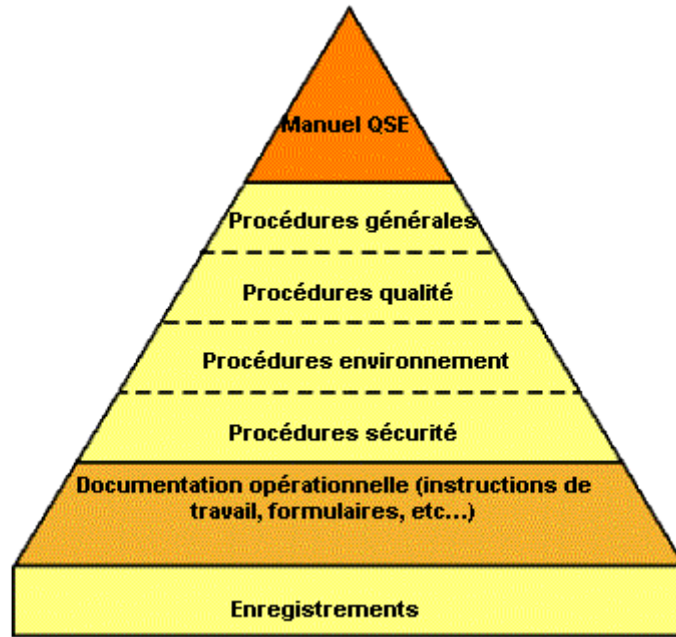 Manuel QSE
Procédures générales
Procédures qualité
Procédures environnement
Procédures sécurité
Documentation opérationnelle (instructions de
travail, formulaires, etc...)
Enregistrements